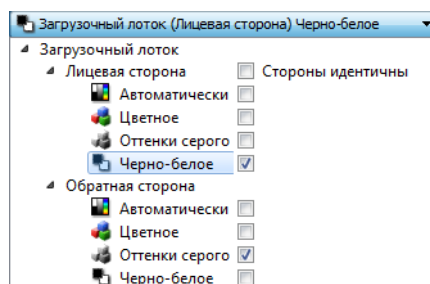 Загрузочный лоток (Лицевая сторона) Черно-белое
Загрузочный лоток
Лицевая сторона Стороны идентичны
Автоматически
Цветное
Оттенки серого
Черно-белое
Обратная сторона
Автоматически
Цветное
Оттенки серого
Черно-белое